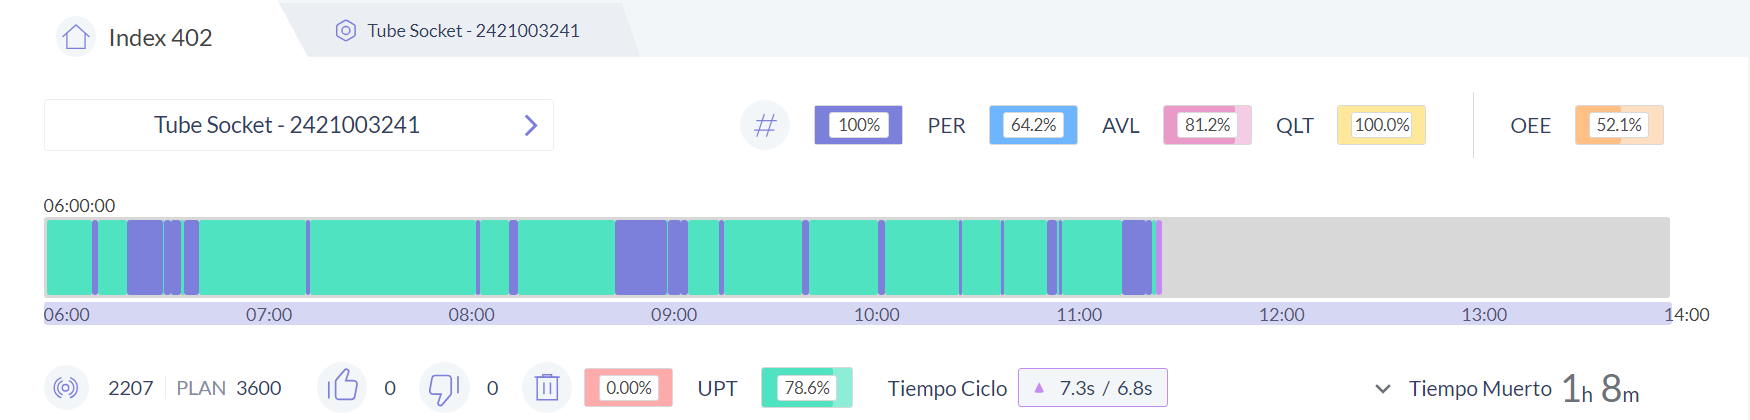 Index 402
Tube Socket - 2421003241
Tube Socket - 2421003241
# 100% PER 64.2% AVL 81.2% QLT 100.0% OEE 52.1%
06:00:00
06:00 07:00 08:00 09:00 10:00 11:00 12:00 13:00 14:00
2207 PLAN 3600 0 0 0.00% UPT 78.6% Tiempo Ciclo 7.3s / 6.8s Tiempo Muerto 1h 8m